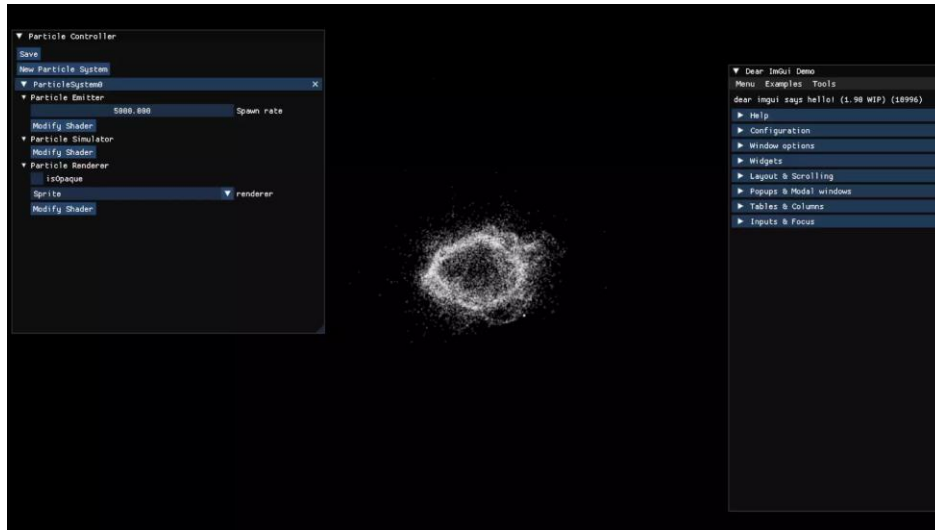 Particle Controller
Save
New Particle System
ParticleSystem0
Particle Emitter
5000.000 Spawn rate
Modify Shader
Particle Simulator
Modify Shader
Particle Renderer
isOpaque
Sprite renderer
Modify Shader
Dear ImGui Demo
Menu Examples Tools
dear imgui says hello! (1.90 WIP) (18996)
Help
Configuration
Window options
Widgets
Layout & Scrolling
Popups & Modal windows
Tables & Columns
Inputs & Focus